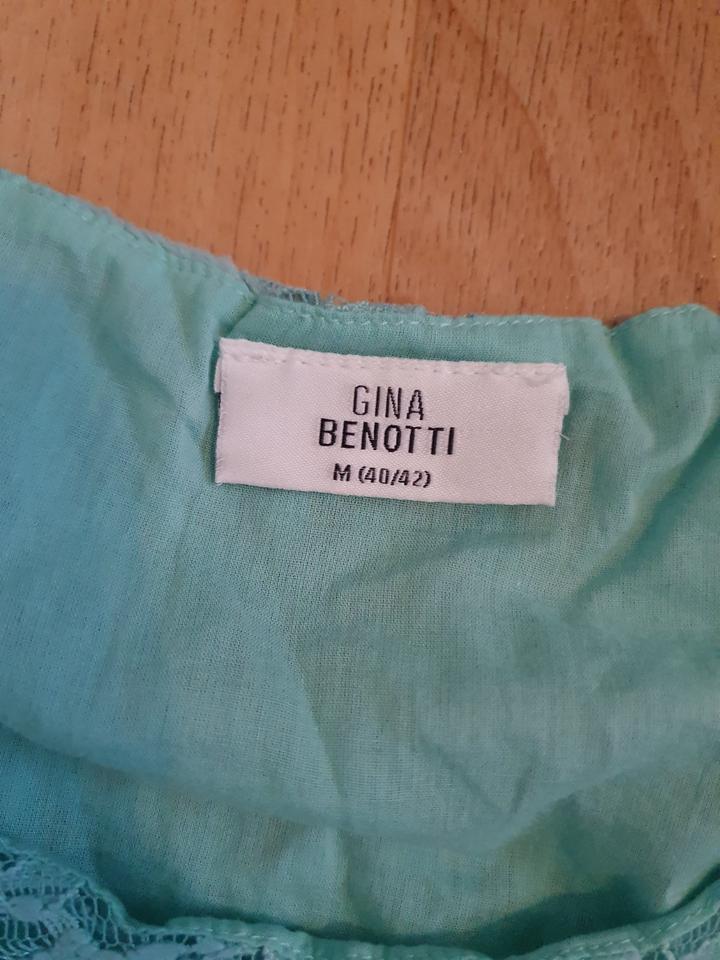 GINA
BENOTTI
M (40/42)